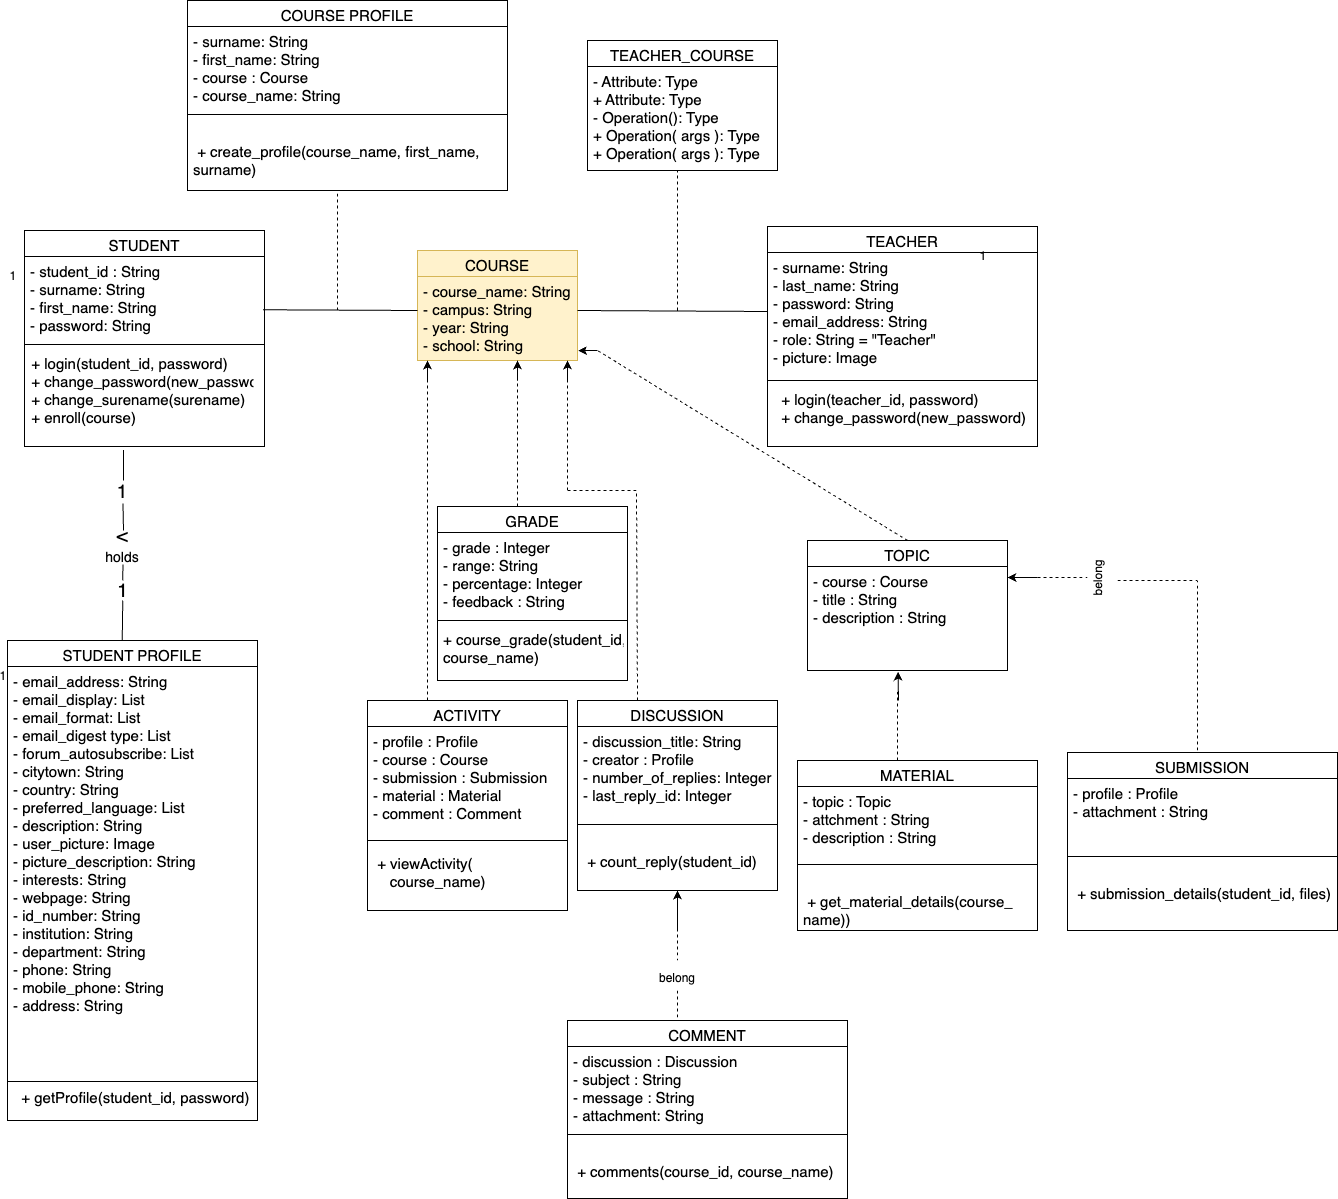 COURSE PROFILE
- surname: String
- first_name: String
- course : Course
- course_name: String
+ create_profile(course_name, first_name,
surname)
TEACHER_COURSE
- Attribute: Type
+ Attribute: Type
- Operation(): Type
+ Operation( args ): Type
+ Operation( args ): Type
1
STUDENT
- student_id : String
- surname: String
- first_name: String
- password: String
+ login(student_id, password)
+ change_password(new_passwo
+ change_surename(surename)
+ enroll(course)
COURSE
- course_name: String
- campus: String
- year: String
- school: String
TEACHER
1
- surname: String
- last_name: String
- password: String
- email_address: String
- role: String = "Teacher"
- picture: Image
+ login(teacher_id, password)
+ change_password(new_password)
1
<
holds
1
GRADE
- grade : Integer
- range: String
- percentage: Integer
- feedback : String
+ course_grade(student_id,
course_name)
TOPIC
- course : Course
- title : String
- description : String
belong
1
STUDENT PROFILE
- email_address: String
- email_display: List
- email_format: List
- email_digest type: List
- forum_autosubscribe: List
- citytown: String
- country: String
- preferred_language: List
- description: String
- user_picture: Image
- picture_description: String
- interests: String
- webpage: String
- id_number: String
- institution: String
- department: String
- phone: String
- mobile_phone: String
- address: String
+ getProfile(student_id, password)
ACTIVITY
- profile : Profile
- course : Course
- submission : Submission
- material : Material
- comment : Comment
+ viewActivity(
course_name)
DISCUSSION
- discussion_title: String
- creator : Profile
- number_of_replies: Integer
- last_reply_id: Integer
+ count_reply(student_id)
MATERIAL
- topic : Topic
- attchment : String
- description : String
+ get_material_details(course_
name))
SUBMISSION
- profile : Profile
- attachment : String
+ submission_details(student_id, files)
belong
COMMENT
- discussion : Discussion
- subject : String
- message : String
- attachment: String
+ comments(course_id, course_name)